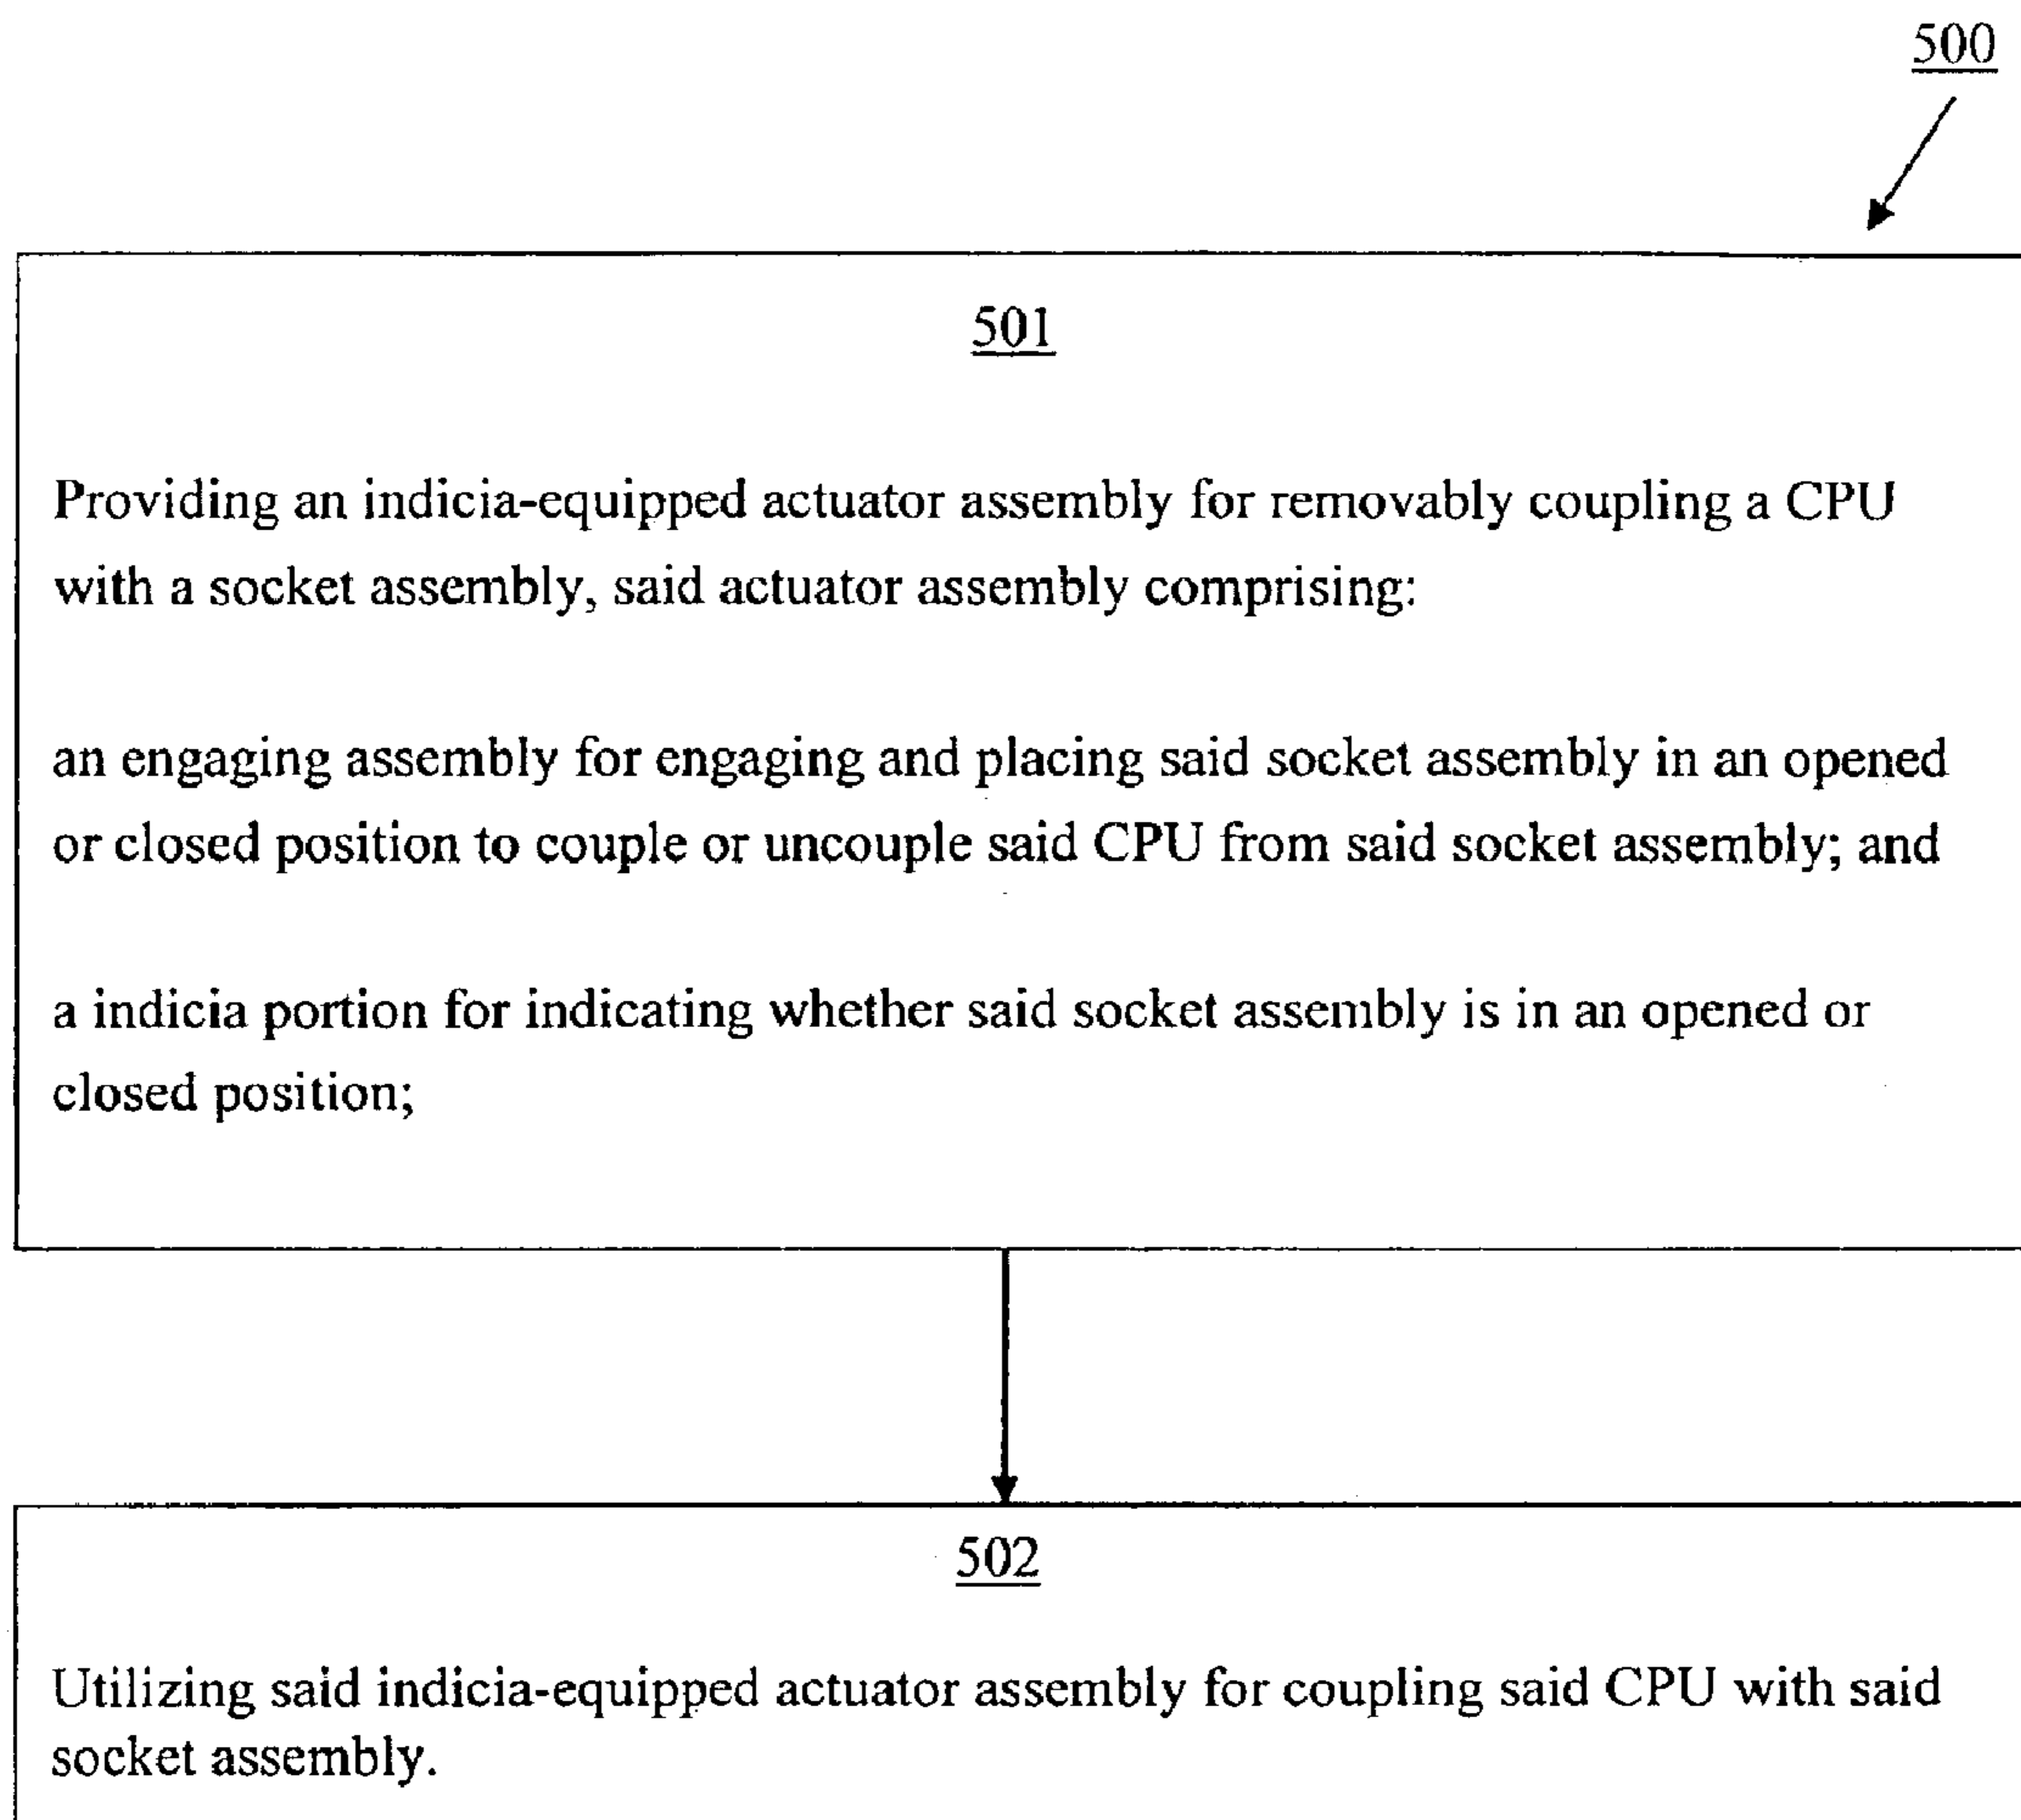 500
501
Providing an indicia-equipped actuator assembly for removably coupling a CPU
with a socket assembly, said actuator assembly comprising:
an engaging assembly for engaging and placing said socket assembly in an opened
or closed position to couple or uncouple said CPU from said socket assembly; and
a indicia portion for indicating whether said socket assembly is in an opened or
closed position;
502
Utilizing said indicia-equipped actuator assembly for coupling said CPU with said
socket assembly.